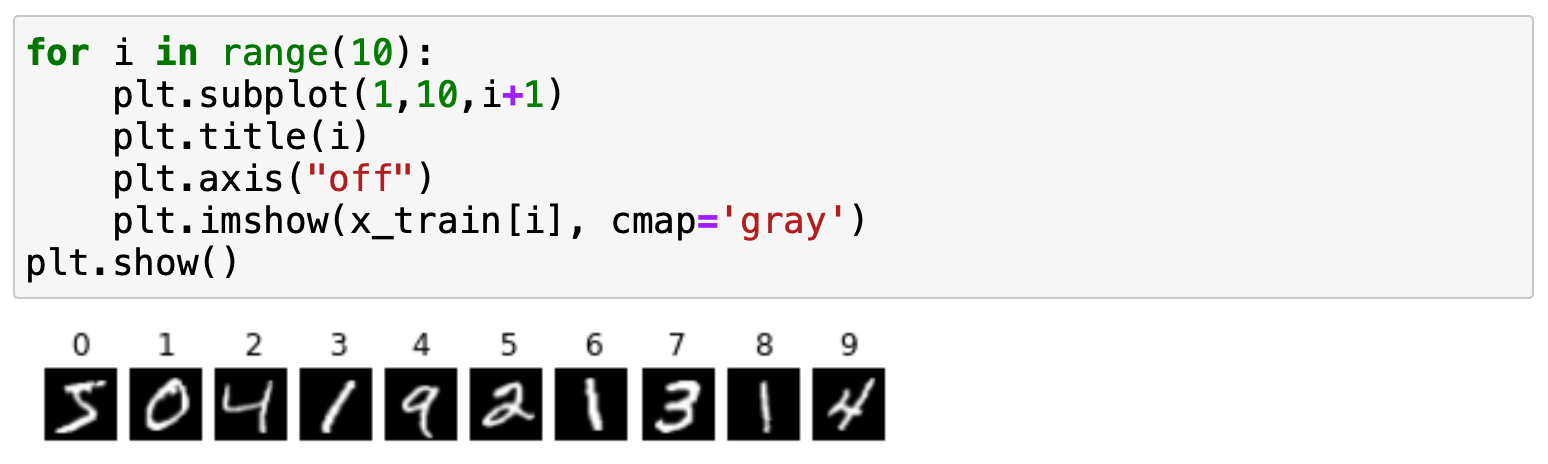 for i in range(10):
    plt.subplot(1,10,i+1)
    plt.title(i)
    plt.axis("off")
    plt.imshow(x_train[i], cmap='gray')
plt.show()
0 1 2 3 4 5 6 7 8 9
5 0 4 1 9 2 1 3 1 4